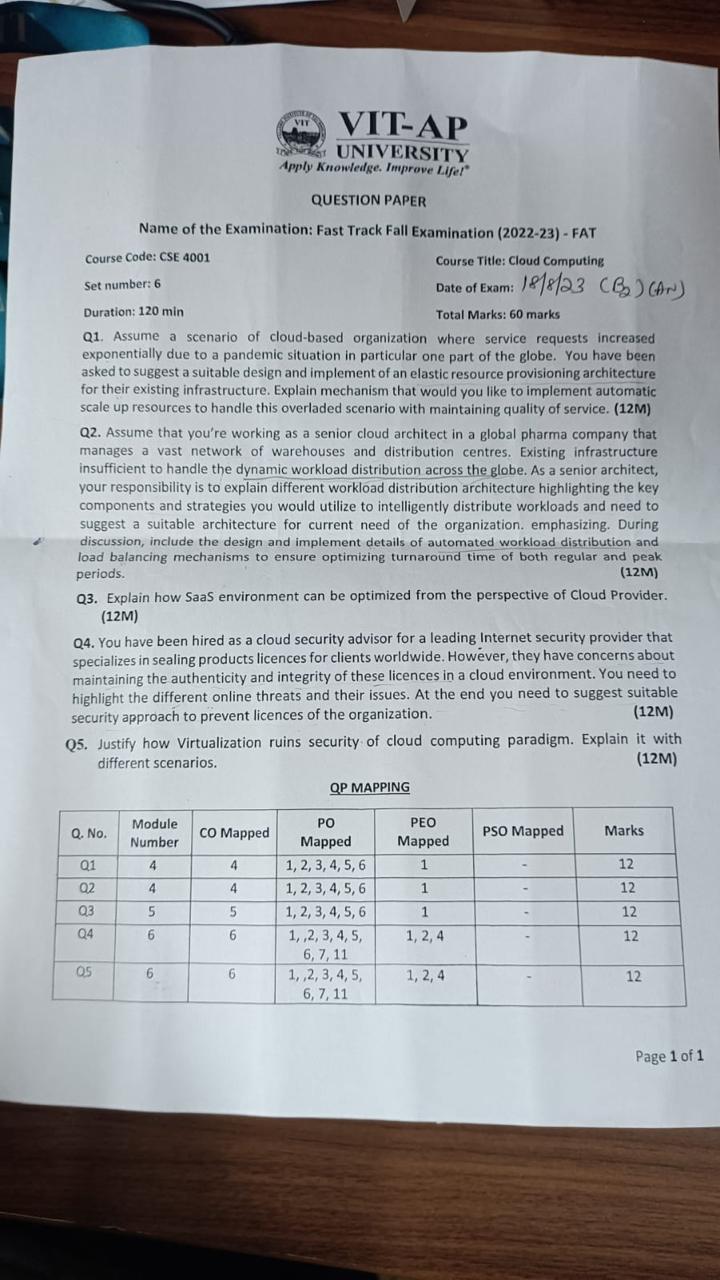 VIT
VIT-AP
UNIVERSITY
Apply Knowledge. Improve Life!
QUESTION PAPER
Name of the Examination: Fast Track Fall Examination (2022-23) - FAT
Course Code: CSE 4001
Course Title: Cloud Computing
Set number: 6
Date of Exam: 18/8/23 (B2) (AN)
Duration: 120 min
Total Marks: 60 marks
Q1. Assume a scenario of cloud-based organization where service requests increased
exponentially due to a pandemic situation in particular one part of the globe. You have been
asked to suggest a suitable design and implement of an elastic resource provisioning architecture
for their existing infrastructure. Explain mechanism that would you like to implement automatic
scale up resources to handle this overladed scenario with maintaining quality of service. (12M)
Q2. Assume that you're working as a senior cloud architect in a global pharma company that
manages a vast network of warehouses and distribution centres. Existing infrastructure
insufficient to handle the dynamic workload distribution across the globe. As a senior architect,
your responsibility is to explain different workload distribution architecture highlighting the key
components and strategies you would utilize to intelligently distribute workloads and need to
suggest a suitable architecture for current need of the organization. emphasizing. During
discussion, include the design and implement details of automated workload distribution and
load balancing mechanisms to ensure optimizing turnaround time of both regular and peak
periods. (12M)
Q3. Explain how SaaS environment can be optimized from the perspective of Cloud Provider.
(12M)
Q4. You have been hired as a cloud security advisor for a leading Internet security provider that
specializes in sealing products licences for clients worldwide. However, they have concerns about
maintaining the authenticity and integrity of these licences in a cloud environment. You need to
highlight the different online threats and their issues. At the end you need to suggest suitable
security approach to prevent licences of the organization. (12M)
Q5. Justify how Virtualization ruins security of cloud computing paradigm. Explain it with
different scenarios. (12M)
QP MAPPING
Q. No. Module Number CO Mapped PO Mapped PEO Mapped PSO Mapped Marks
Q1 4 4 1, 2, 3, 4, 5, 6 1 - 12
Q2 4 4 1, 2, 3, 4, 5, 6 1 - 12
Q3 5 5 1, 2, 3, 4, 5, 6 1 - 12
Q4 6 6 1, ,2, 3, 4, 5, 6, 7, 11 1, 2, 4 - 12
Q5 6 6 1, ,2, 3, 4, 5, 6, 7, 11 1, 2, 4 - 12
Page 1 of 1